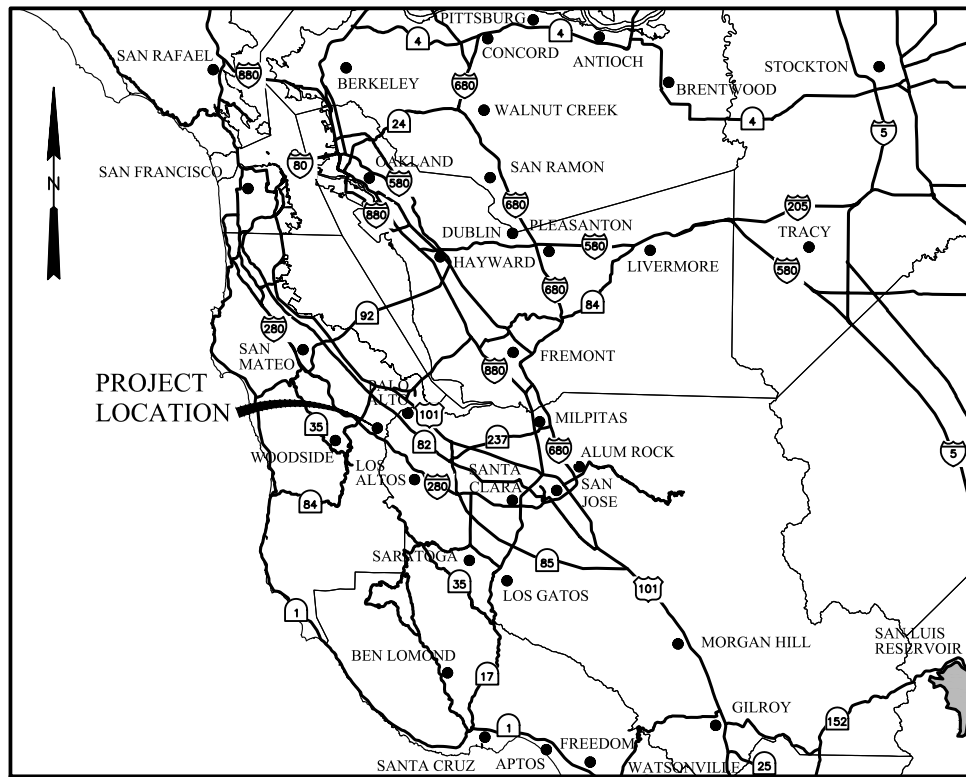 PITTSBURG
4
4
CONCORD
ANTIOCH
SAN RAFAEL
880
BERKELEY
680
STOCKTON
BRENTWOOD
WALNUT CREEK
24
4
5
80
OAKLAND
SAN RAMON
SAN FRANCISCO
580
680
205
N
880
DUBLIN
PLEASANTON
580
TRACY
HAYWARD
LIVERMORE
580
680
84
92
280
SAN
MATEO
FREMONT
880
PROJECT
LOCATION
PALO
ALTO
101
MILPITAS
35
82
237
680
WOODSIDE
ALUM ROCK
LOS
ALTOS
SANTA
CLARA
280
SAN
JOSE
5
84
SARATOGA
85
35
101
LOS GATOS
1
MORGAN HILL
SAN LUIS
RESERVOIR
BEN LOMOND
17
GILROY
152
1
FREEDOM
SANTA CRUZ
APTOS
WATSONVILLE
25